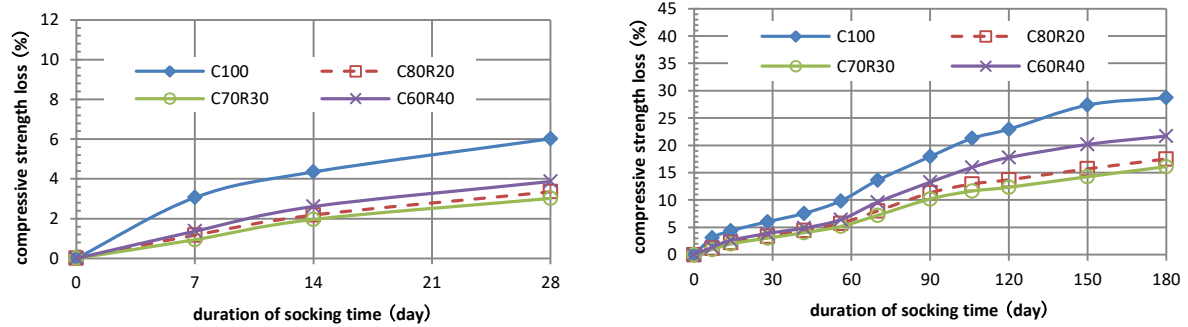 compressive strength loss (%)
12
10
8
6
4
2
0
C100
C80R20
C70R30
C60R40
0 7 14 21 28
duration of socking time (day)
compressive strength loss (%)
45
40
35
30
25
20
15
10
5
0
C100
C80R20
C70R30
C60R40
0 30 60 90 120 150 180
duration of socking time (day)